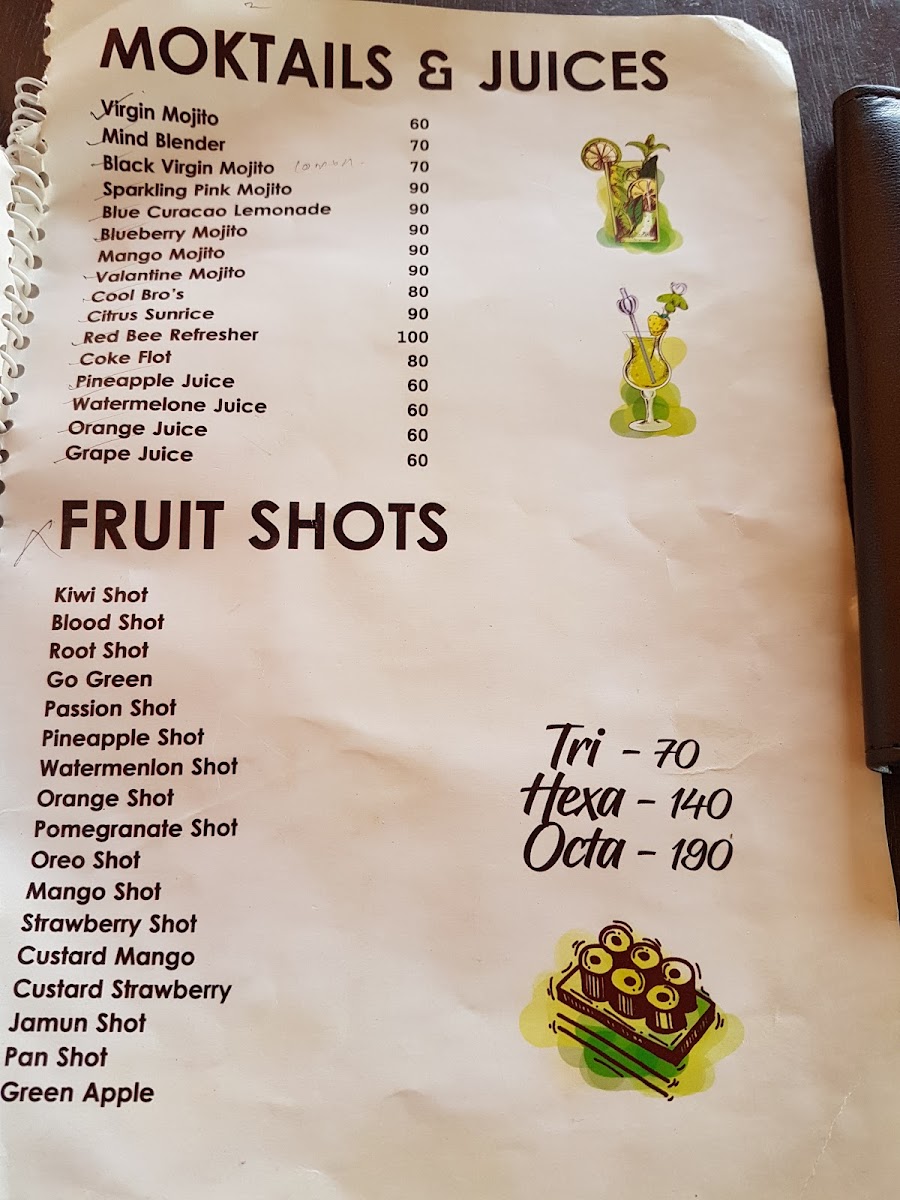 MOKTAILS & JUICES
Virgin Mojito 60
Mind Blender 70
Black Virgin Mojito 70
Sparkling Pink Mojito 90
Blue Curacao Lemonade 90
Blueberry Mojito 90
Mango Mojito 90
Valantine Mojito 90
Cool Bro's 80
Citrus Sunrice 90
Red Bee Refresher 100
Coke Flot 80
Pineapple Juice 60
Watermelone Juice 60
Orange Juice 60
Grape Juice 60
FRUIT SHOTS
Kiwi Shot
Blood Shot
Root Shot
Go Green
Passion Shot
Pineapple Shot
Watermenlon Shot
Orange Shot
Pomegranate Shot
Oreo Shot
Mango Shot
Strawberry Shot
Custard Mango
Custard Strawberry
Jamun Shot
Pan Shot
Green Apple
Tri - 70
Hexa - 140
Octa - 190